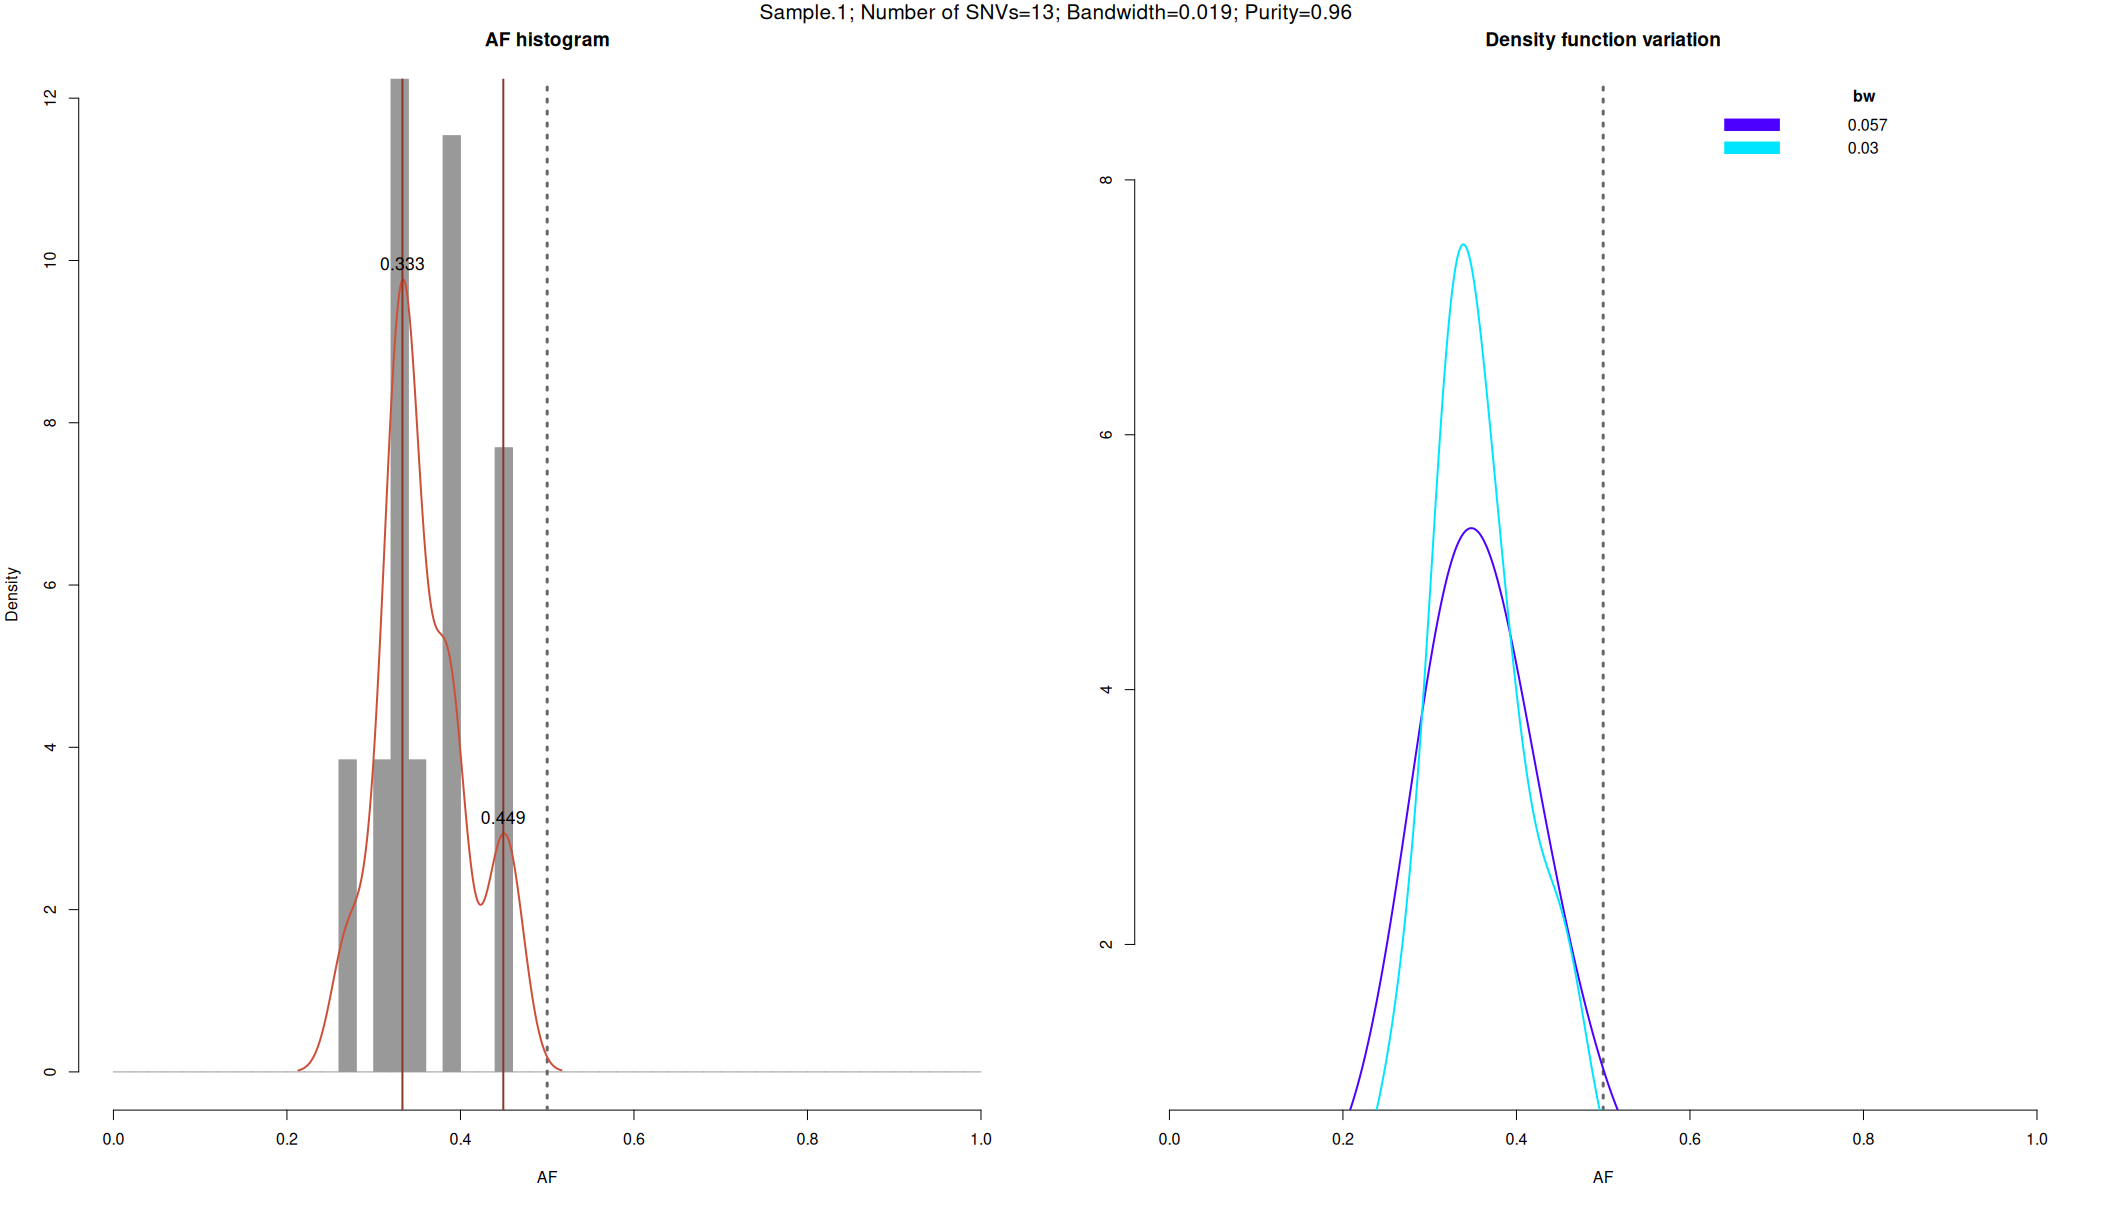 Sample.1; Number of SNVs=13; Bandwidth=0.019; Purity=0.96
AF histogram
Density
12
10
8
6
4
2
0
0.333
0.449
0.0 0.2 0.4 0.6 0.8 1.0
AF
Density function variation
bw
0.057
0.03
8
6
4
2
0.0 0.2 0.4 0.6 0.8 1.0
AF